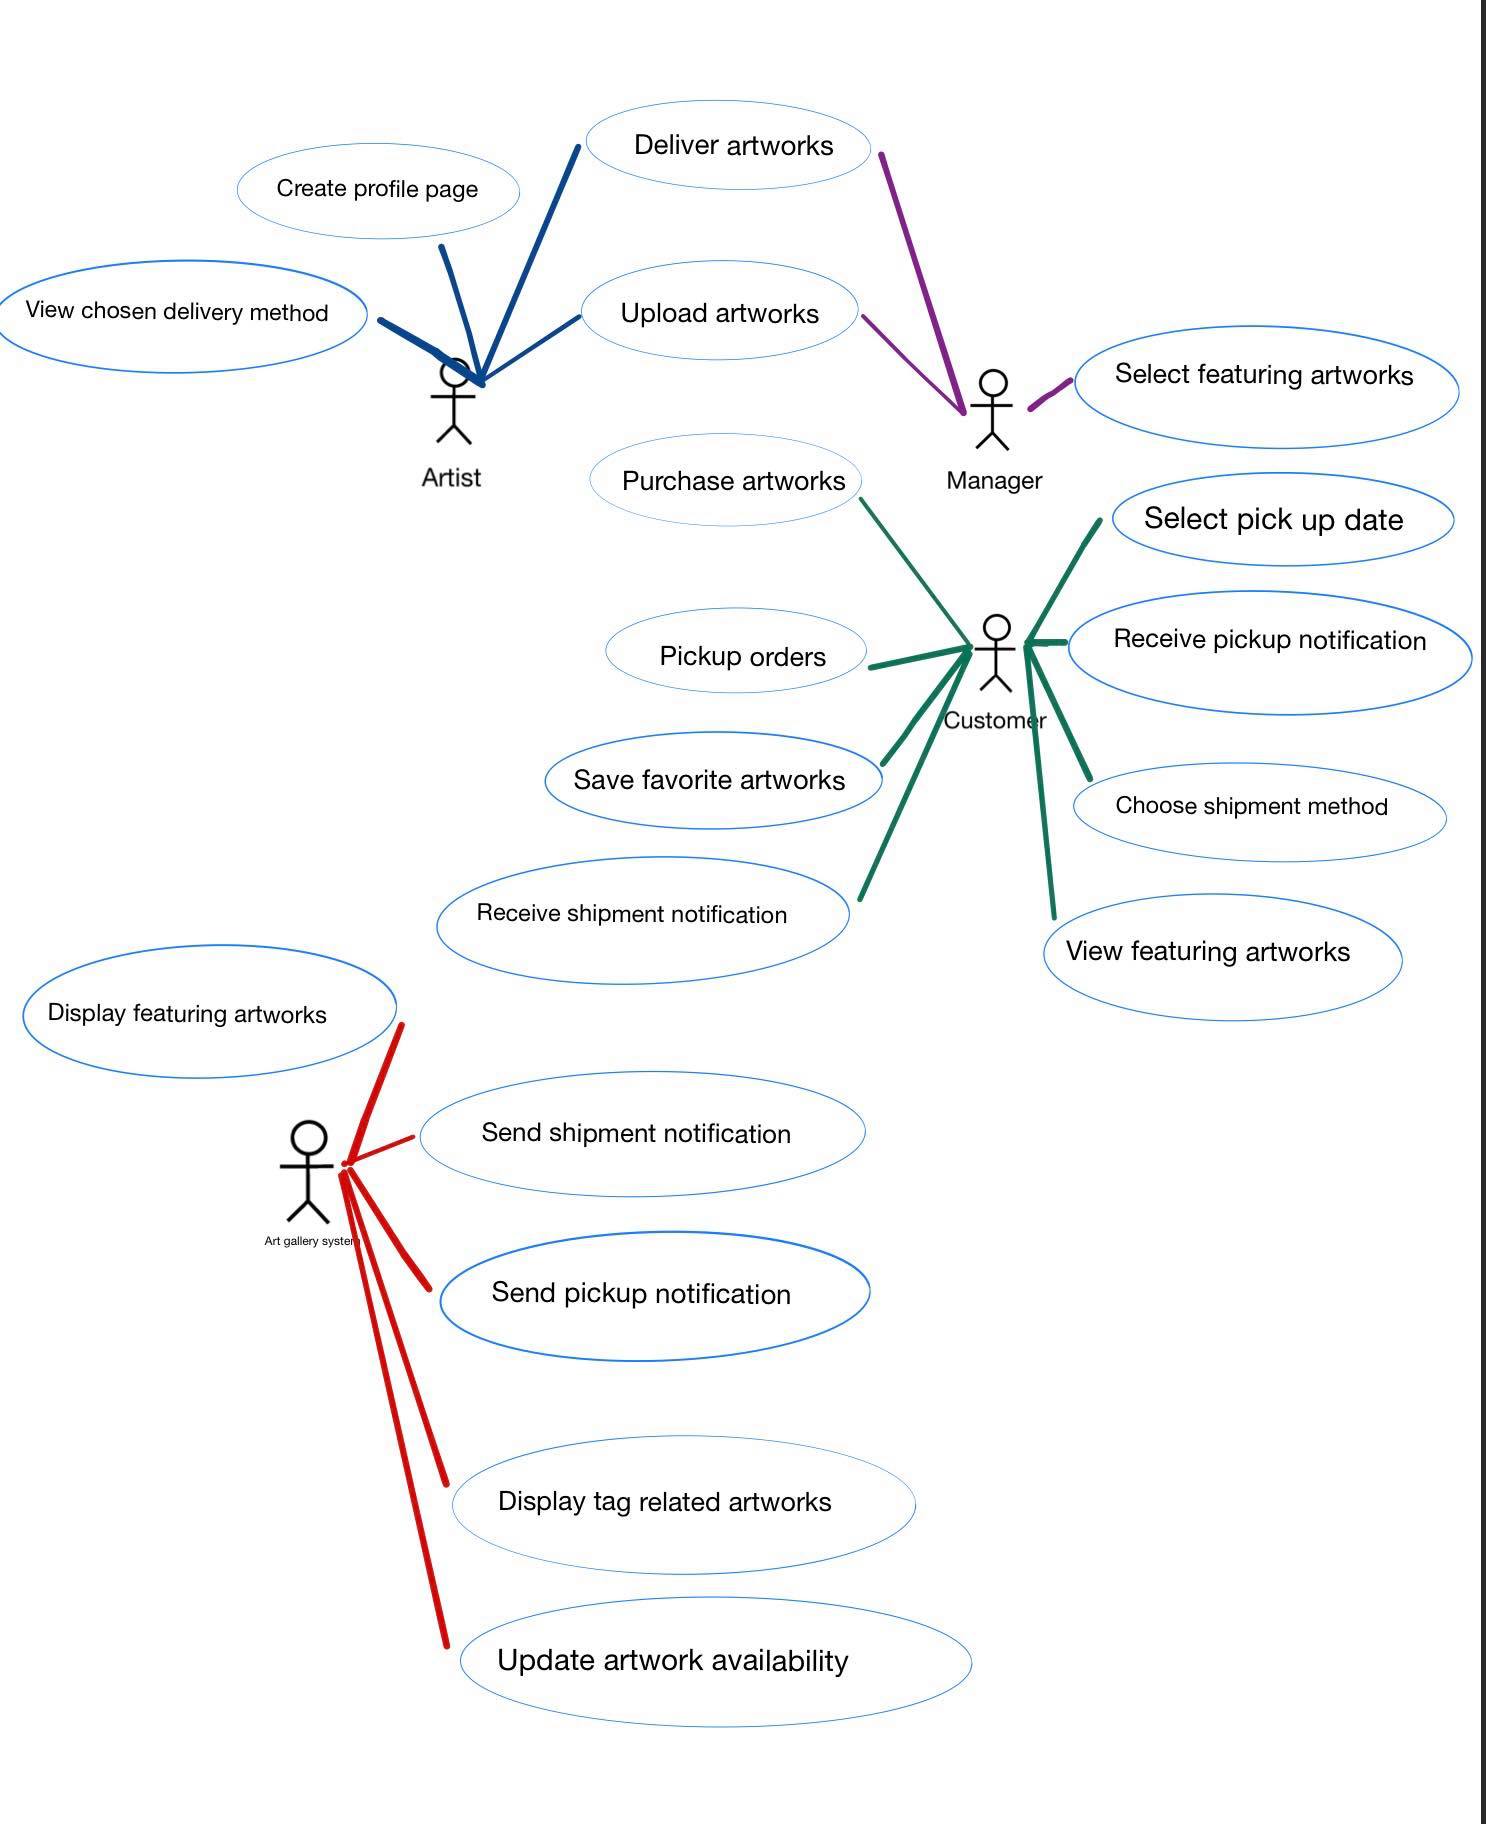 Deliver artworks
Create profile page
View chosen delivery method
Upload artworks
Select featuring artworks
Artist
Manager
Purchase artworks
Select pick up date
Pickup orders
Receive pickup notification
Customer
Save favorite artworks
Choose shipment method
Receive shipment notification
View featuring artworks
Display featuring artworks
Send shipment notification
Art gallery system
Send pickup notification
Display tag related artworks
Update artwork availability